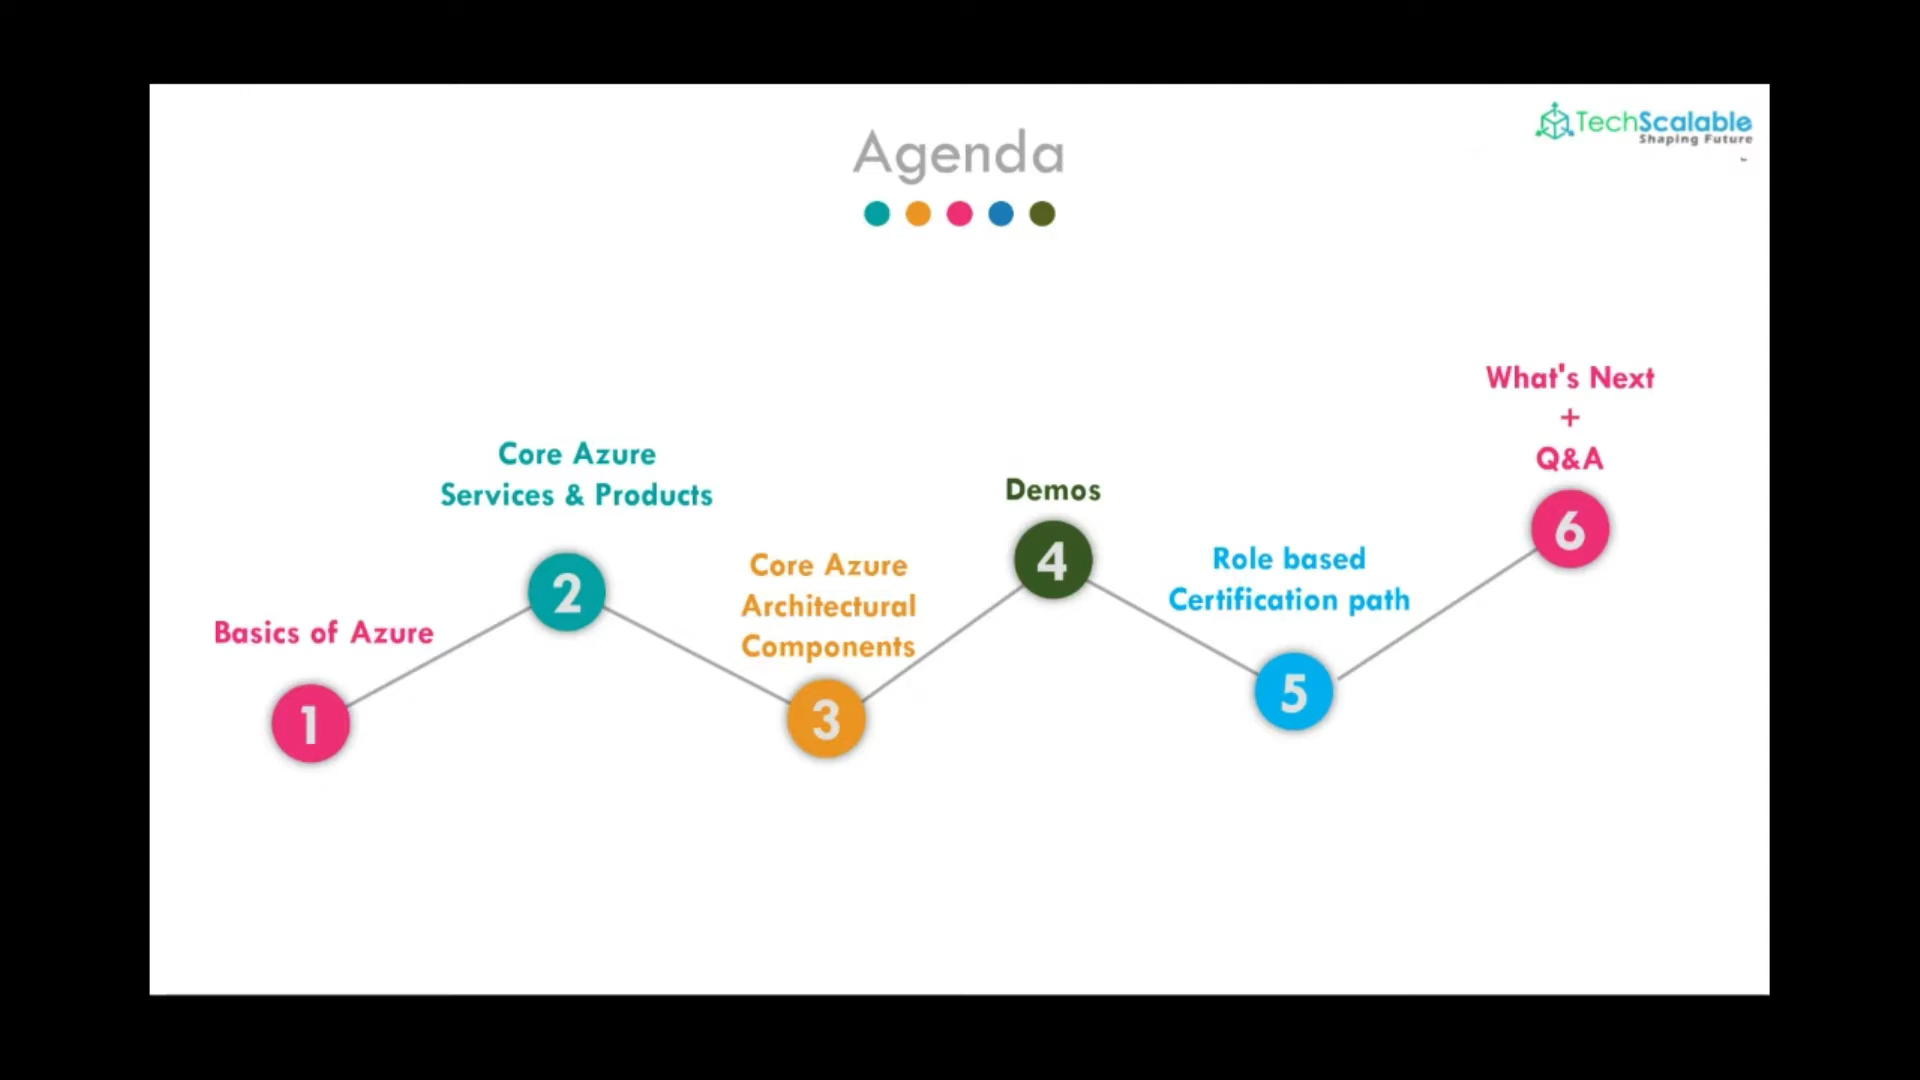 Agenda
TechScalable
Shaping Future
What's Next
+
Q&A
Core Azure
Services & Products
Demos
Core Azure
Architectural
Components
Role based
Certification path
Basics of Azure
1
2
3
4
5
6